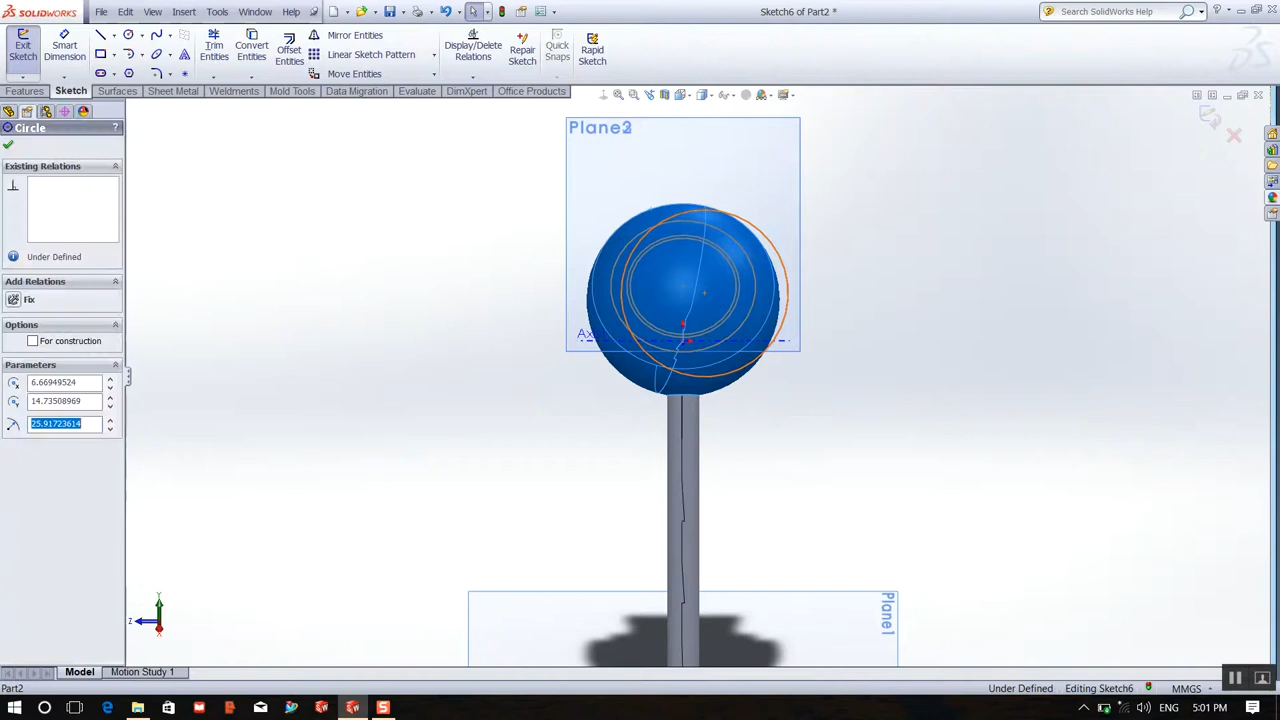 SOLIDWORKS File Edit View Insert Tools Window Help Sketch6 of Part2 * Search SolidWorks Help
Exit Sketch
Smart Dimension
Trim Entities
Convert Entities
Offset Entities
Mirror Entities
Linear Sketch Pattern
Move Entities
Display/Delete Relations
Repair Sketch
Quick Snaps
Rapid Sketch
Features Sketch Surfaces Sheet Metal Weldments Mold Tools Data Migration Evaluate DimXpert Office Products
Circle ?
Existing Relations
Under Defined
Add Relations
Fix
Options
For construction
Parameters
6.66949524
14.73508969
25.91723614
Plane2
Ax
Plane1
Y
Z
X
Model Motion Study 1
Part2 Under Defined Editing Sketch6 MMGS
ENG 5:01 PM